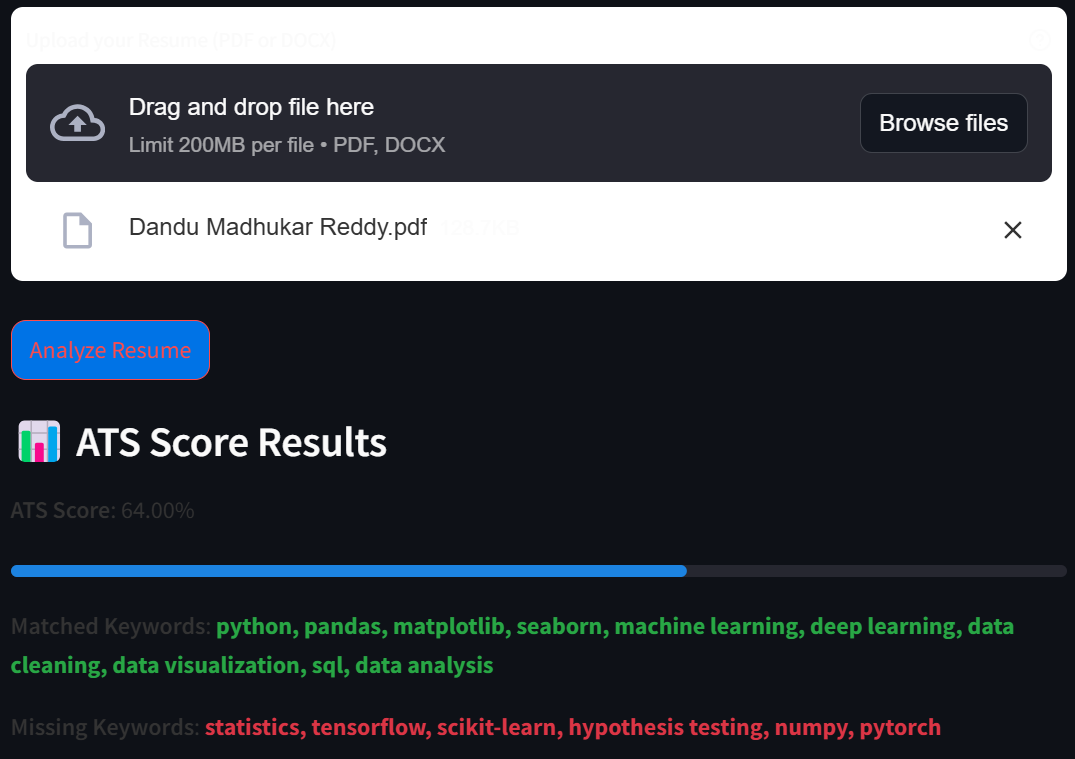 Upload your Resume (PDF or DOCX)
Drag and drop file here
Limit 200MB per file • PDF, DOCX
Browse files
Dandu Madhukar Reddy.pdf
Analyze Resume
ATS Score Results
ATS Score: 64.00%
Matched Keywords: python, pandas, matplotlib, seaborn, machine learning, deep learning, data
cleaning, data visualization, sql, data analysis
Missing Keywords: statistics, tensorflow, scikit-learn, hypothesis testing, numpy, pytorch